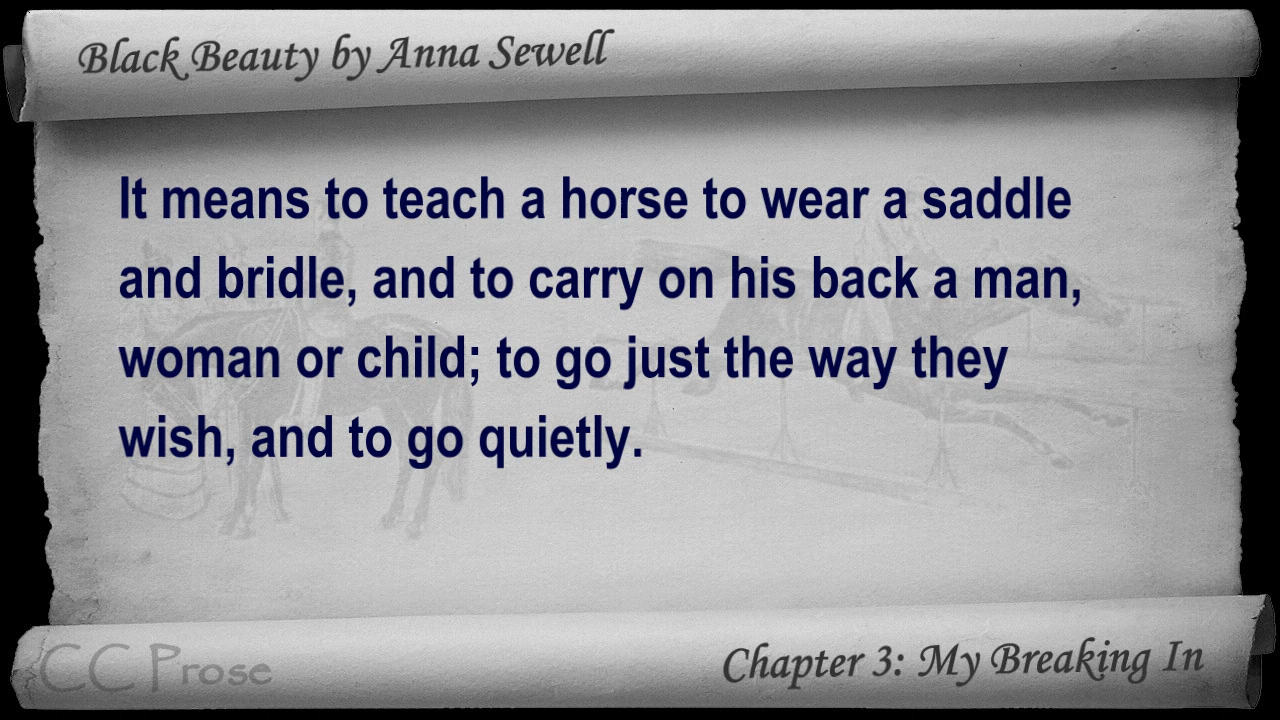 Black Beauty by Anna Sewell
It means to teach a horse to wear a saddle
and bridle, and to carry on his back a man,
woman or child; to go just the way they
wish, and to go quietly.
CC Prose
Chapter 3: My Breaking In